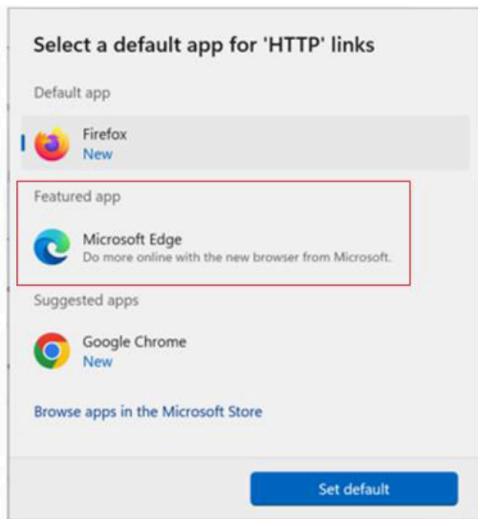 Select a default app for 'HTTP' links
Default app
Firefox
New
Featured app
Microsoft Edge
Do more online with the new browser from Microsoft.
Suggested apps
Google Chrome
New
Browse apps in the Microsoft Store
Set default